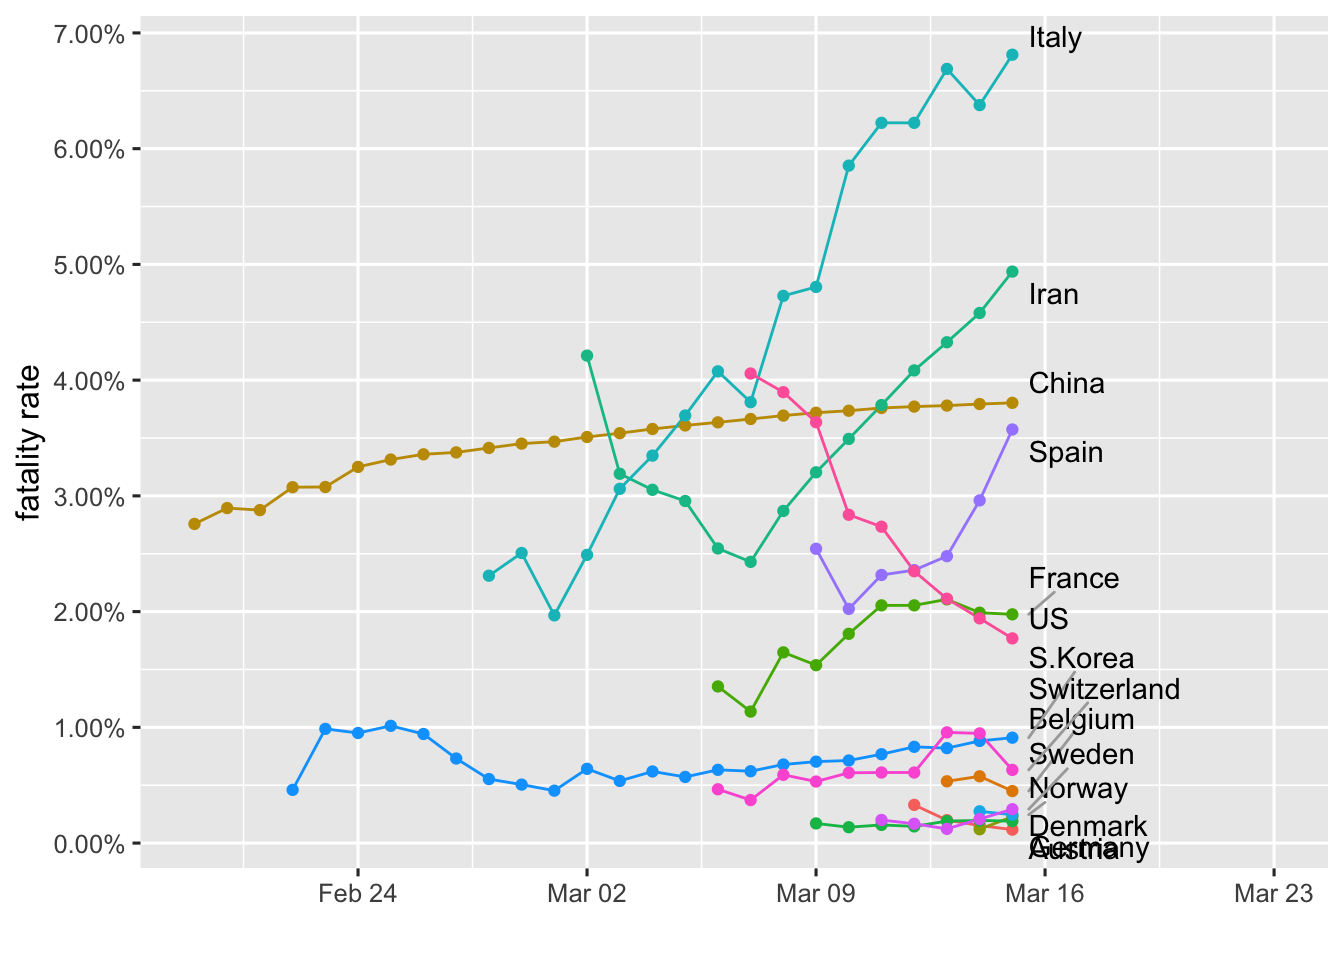 7.00%
6.00%
5.00%
4.00%
3.00%
2.00%
1.00%
0.00%
fatality rate
Italy
Iran
China
Spain
France
US
S.Korea
Switzerland
Belgium
Sweden
Norway
Denmark
Germany
Austria
Feb 24
Mar 02
Mar 09
Mar 16
Mar 23